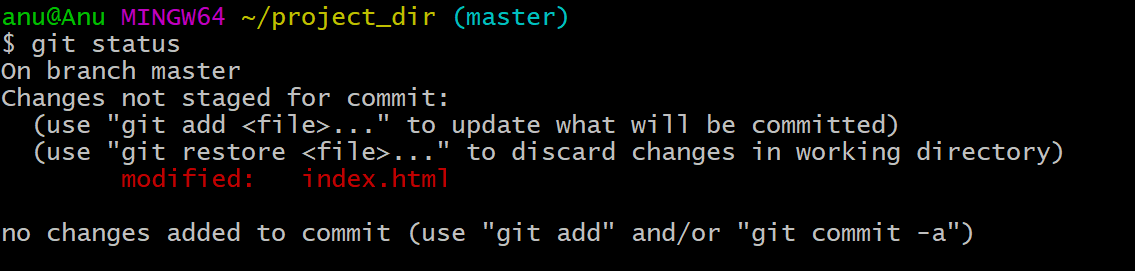 anu@Anu MINGW64 ~/project_dir (master)
$ git status
On branch master
Changes not staged for commit:
  (use "git add <file>..." to update what will be committed)
  (use "git restore <file>..." to discard changes in working directory)
        modified:   index.html

no changes added to commit (use "git add" and/or "git commit -a")